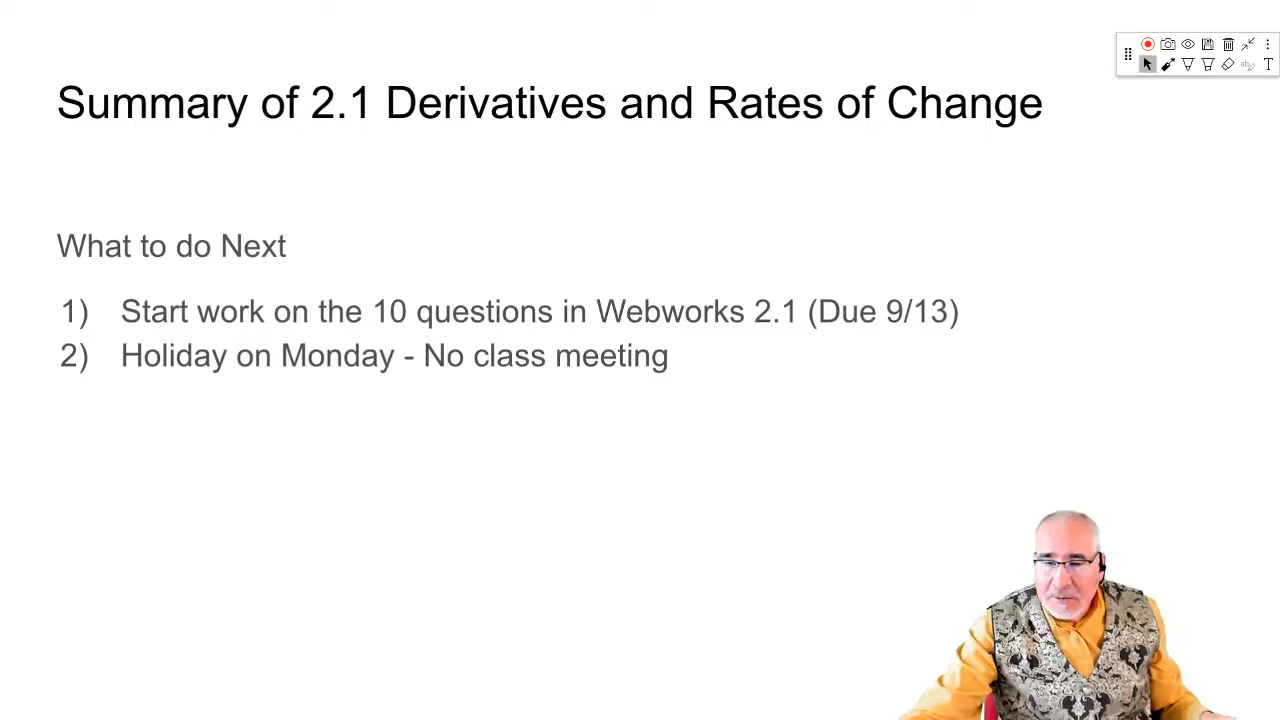 Summary of 2.1 Derivatives and Rates of Change
What to do Next
1) Start work on the 10 questions in Webworks 2.1 (Due 9/13)
2) Holiday on Monday - No class meeting